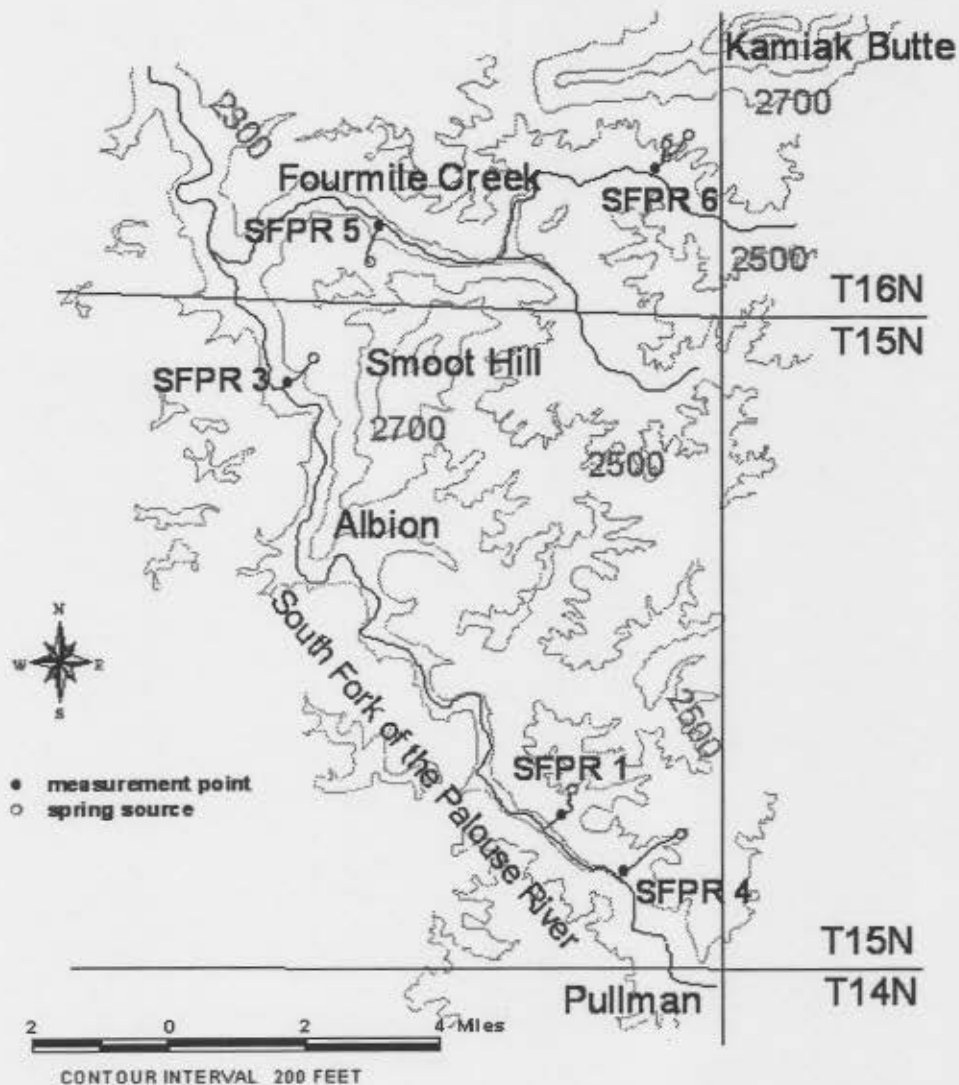 Kamiak Butte
2700
2300
Fourmile Creek
SFPR 6
SFPR 5
2500
T16N
T15N
SFPR 3
Smoot Hill
2700
2500
Albion
N
W E
S
South Fork of the Palouse River
2500
SFPR 1
measurement point
spring source
SFPR 4
T15N
T14N
Pullman
2 0 2 4 Miles
CONTOUR INTERVAL 200 FEET